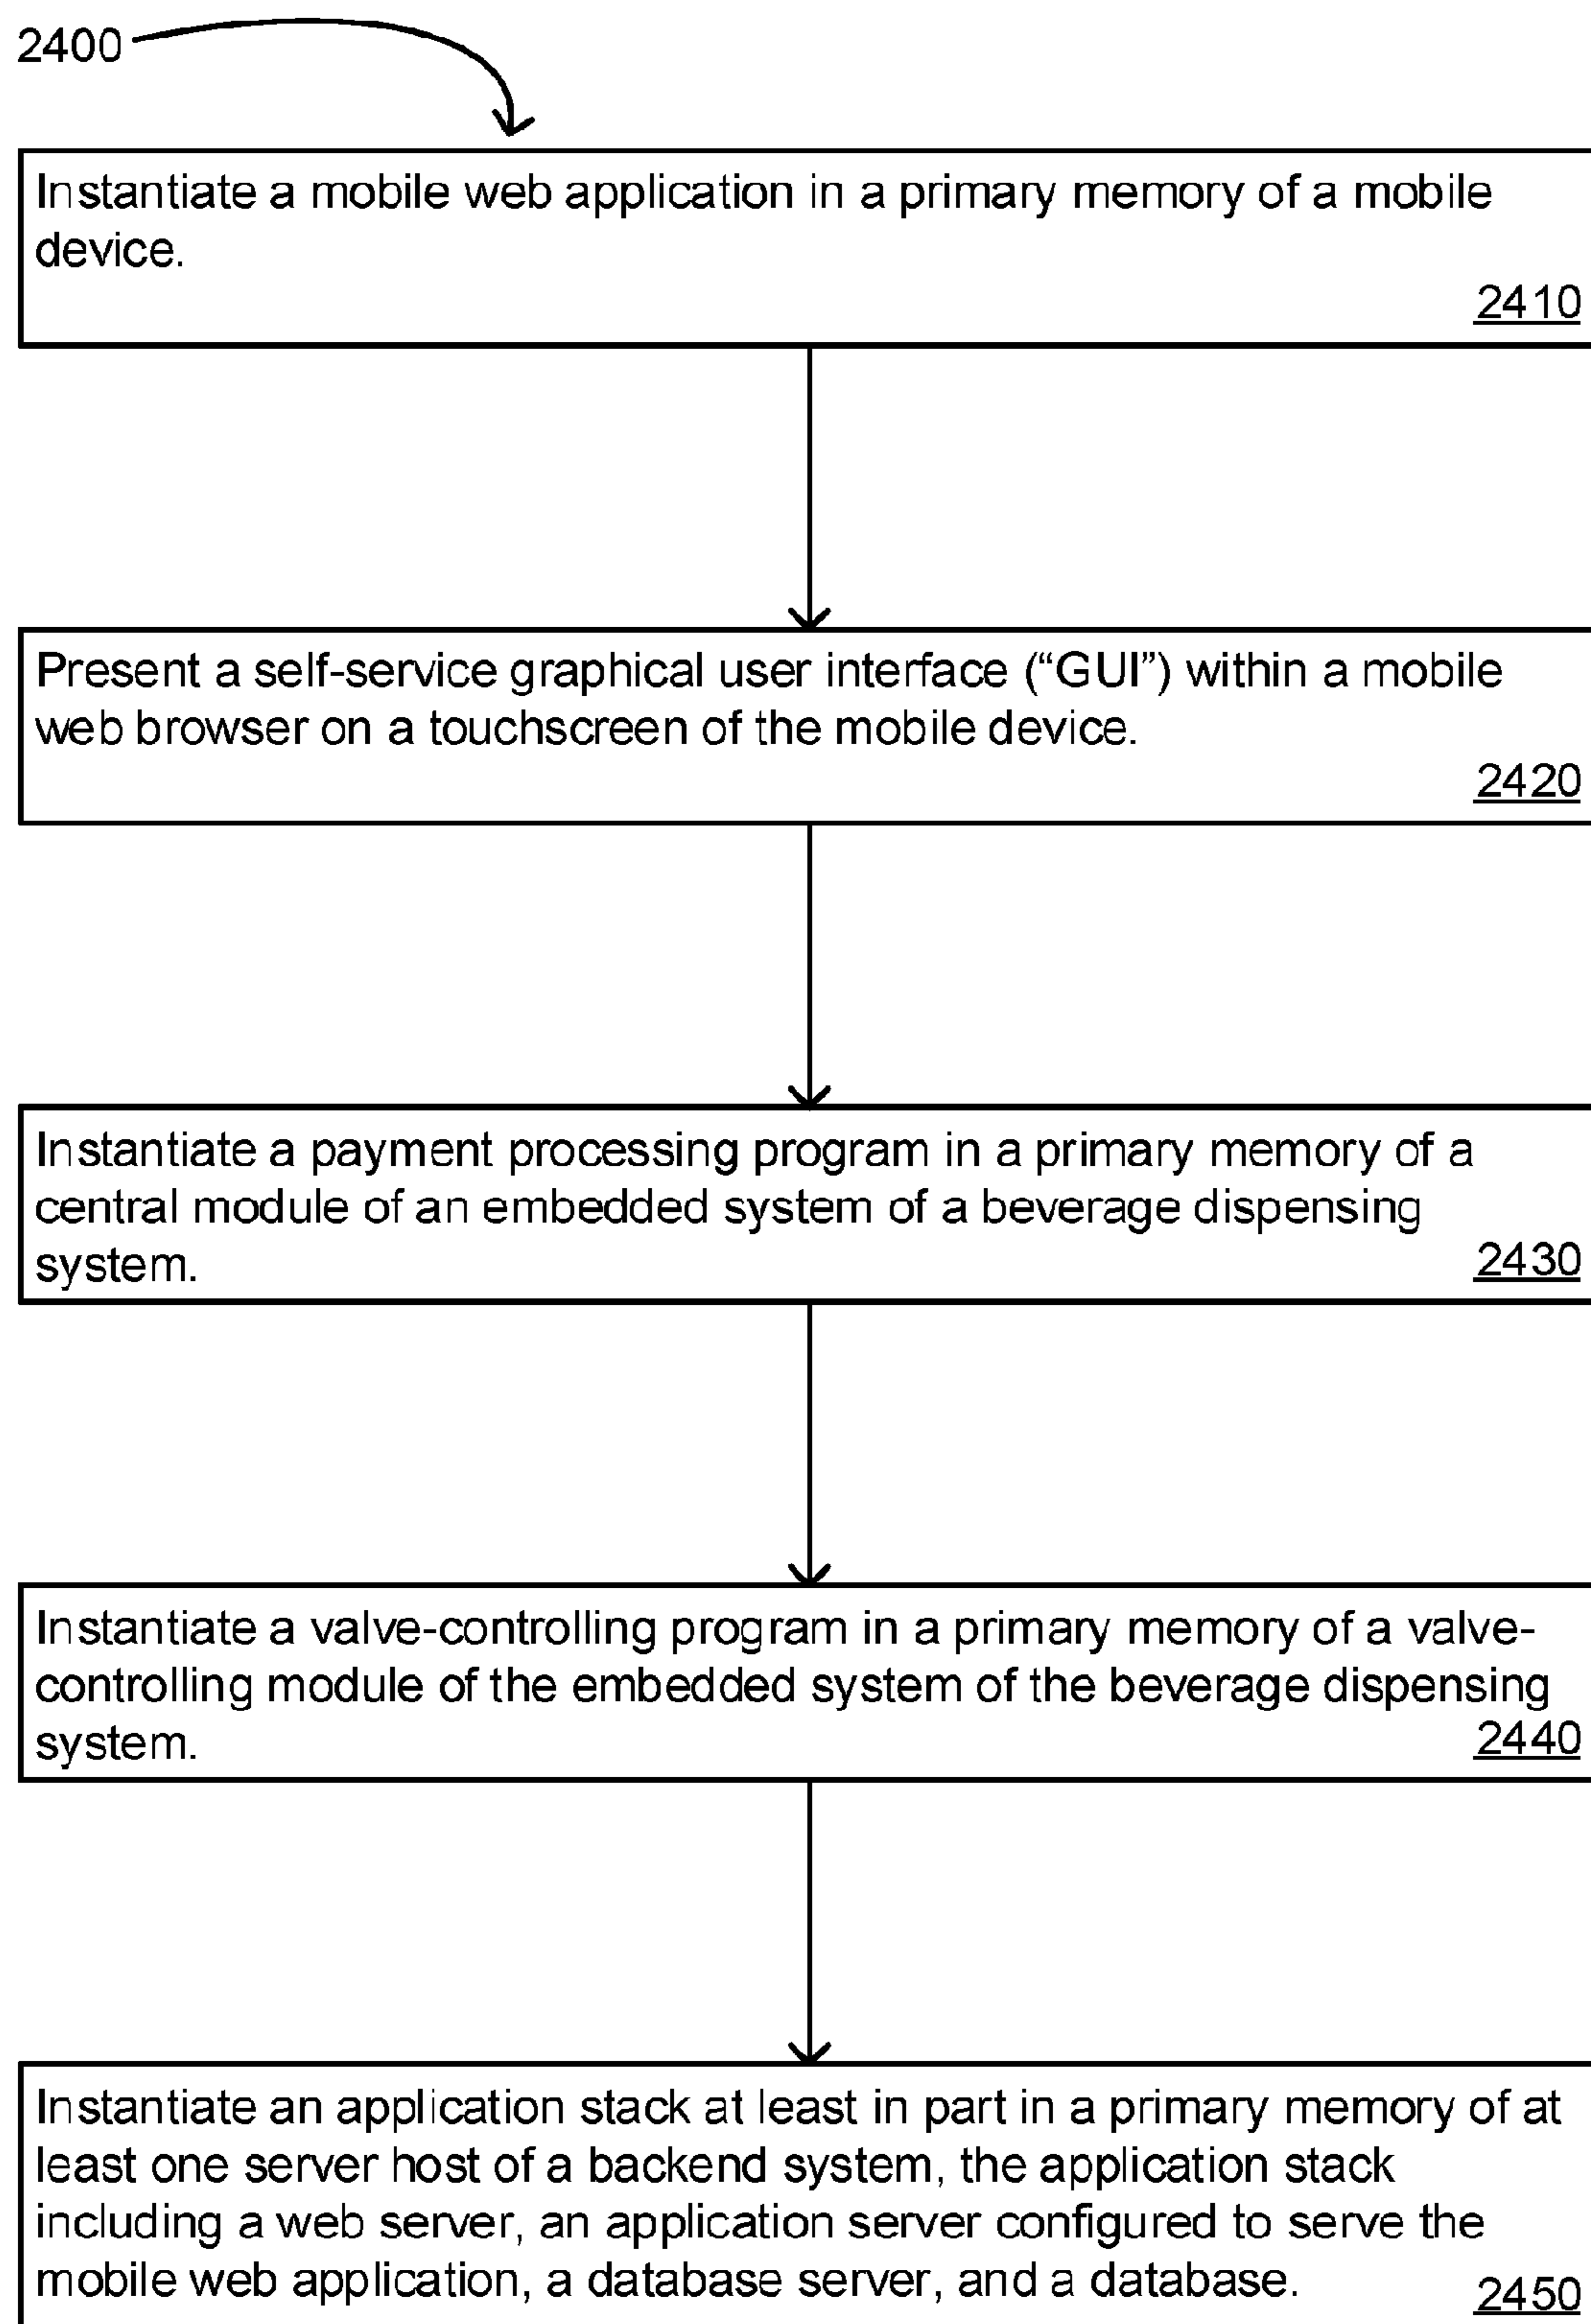 2400
Instantiate a mobile web application in a primary memory of a mobile
device.
2410
Present a self-service graphical user interface (“GUI”) within a mobile
web browser on a touchscreen of the mobile device.
2420
Instantiate a payment processing program in a primary memory of a
central module of an embedded system of a beverage dispensing
system.
2430
Instantiate a valve-controlling program in a primary memory of a valve-
controlling module of the embedded system of the beverage dispensing
system.
2440
Instantiate an application stack at least in part in a primary memory of at
least one server host of a backend system, the application stack
including a web server, an application server configured to serve the
mobile web application, a database server, and a database.
2450